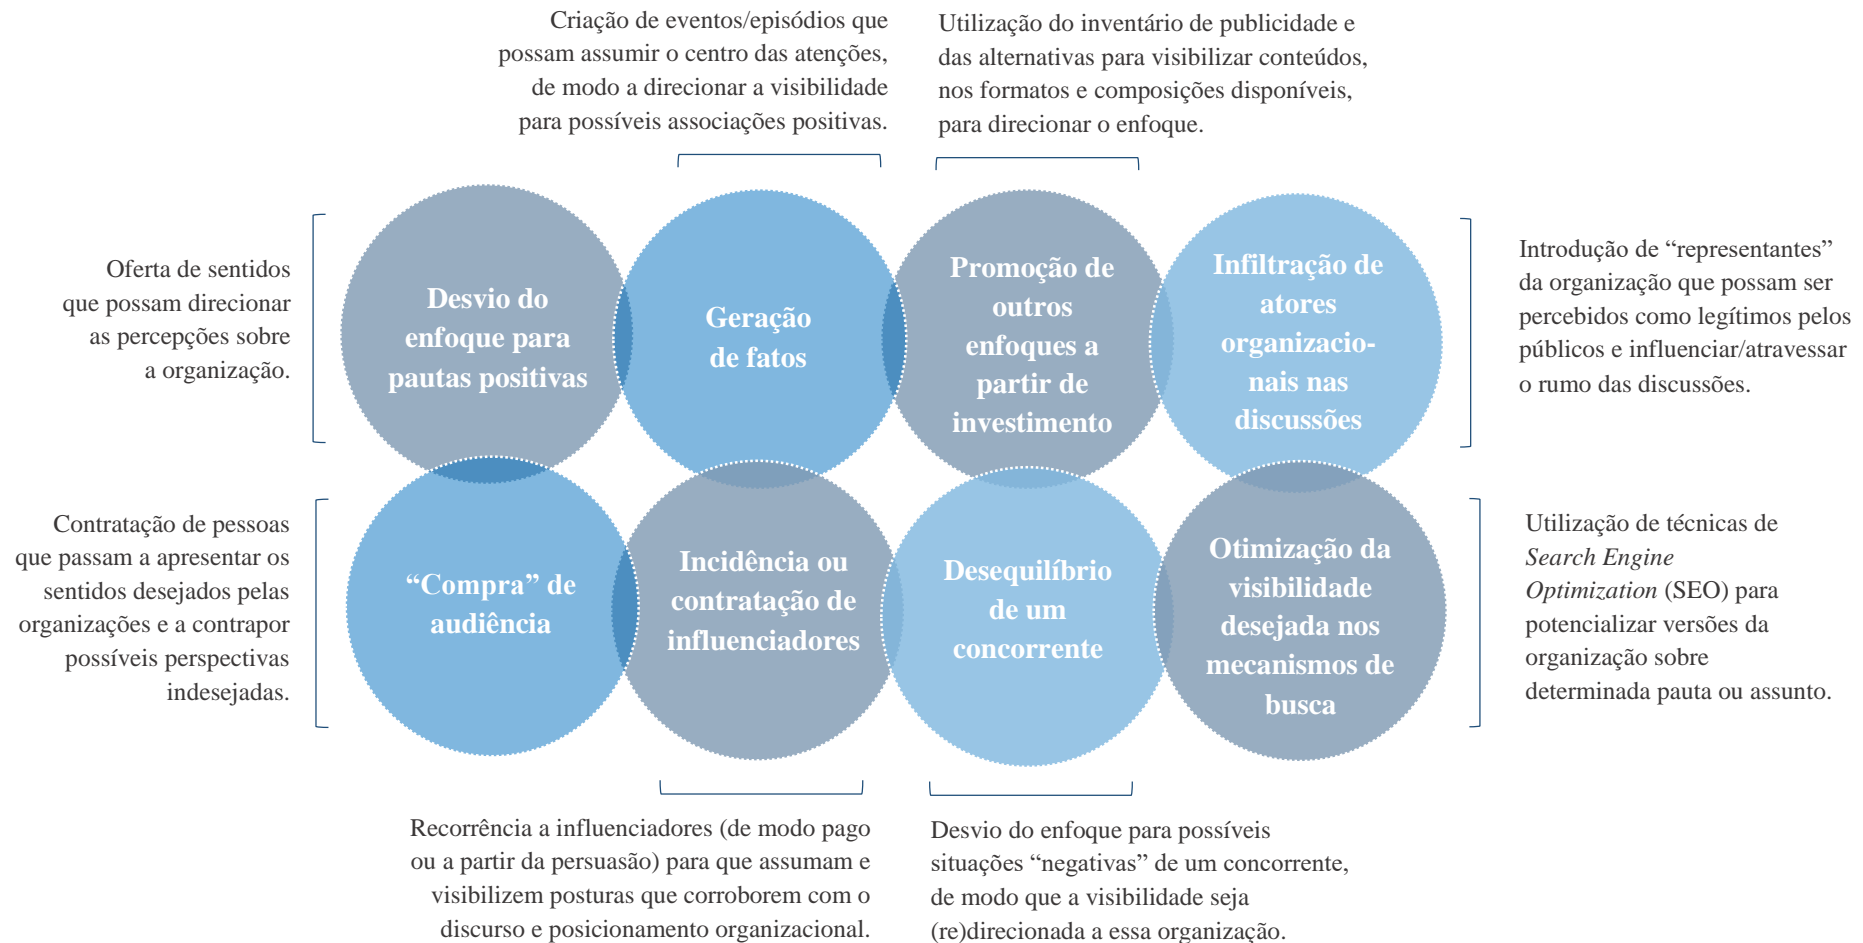 Criação de eventos/episódios que
possam assumir o centro das atenções,
de modo a direcionar a visibilidade
para possíveis associações positivas.
Utilização do inventário de publicidade e
das alternativas para visibilizar conteúdos,
nos formatos e composições disponíveis,
para direcionar o enfoque.
Oferta de sentidos
que possam direcionar
as percepções sobre
a organização.
Desvio do
enfoque para
pautas positivas
Geração
de fatos
Promoção de
outros
enfoques a
partir de
investimento
Infiltração de
atores
organizacio-
nais nas
discussões
Introdução de “representantes”
da organização que possam ser
percebidos como legítimos pelos
públicos e influenciar/atravessar
o rumo das discussões.
Contratação de pessoas
que passam a apresentar os
sentidos desejados pelas
organizações e a contrapor
possíveis perspectivas
indesejadas.
“Compra” de
audiência
Incidência ou
contratação de
influenciadores
Desequilíbrio
de um
concorrente
Otimização da
visibilidade
desejada nos
mecanismos de
busca
Utilização de técnicas de
Search Engine
Optimization (SEO) para
potencializar versões da
organização sobre
determinada pauta ou assunto.
Recorrência a influenciadores (de modo pago
ou a partir da persuasão) para que assumam e
visibilizem posturas que corroborem com o
discurso e posicionamento organizacional.
Desvio do enfoque para possíveis
situações “negativas” de um concorrente,
de modo que a visibilidade seja
(re)direcionada a essa organização.